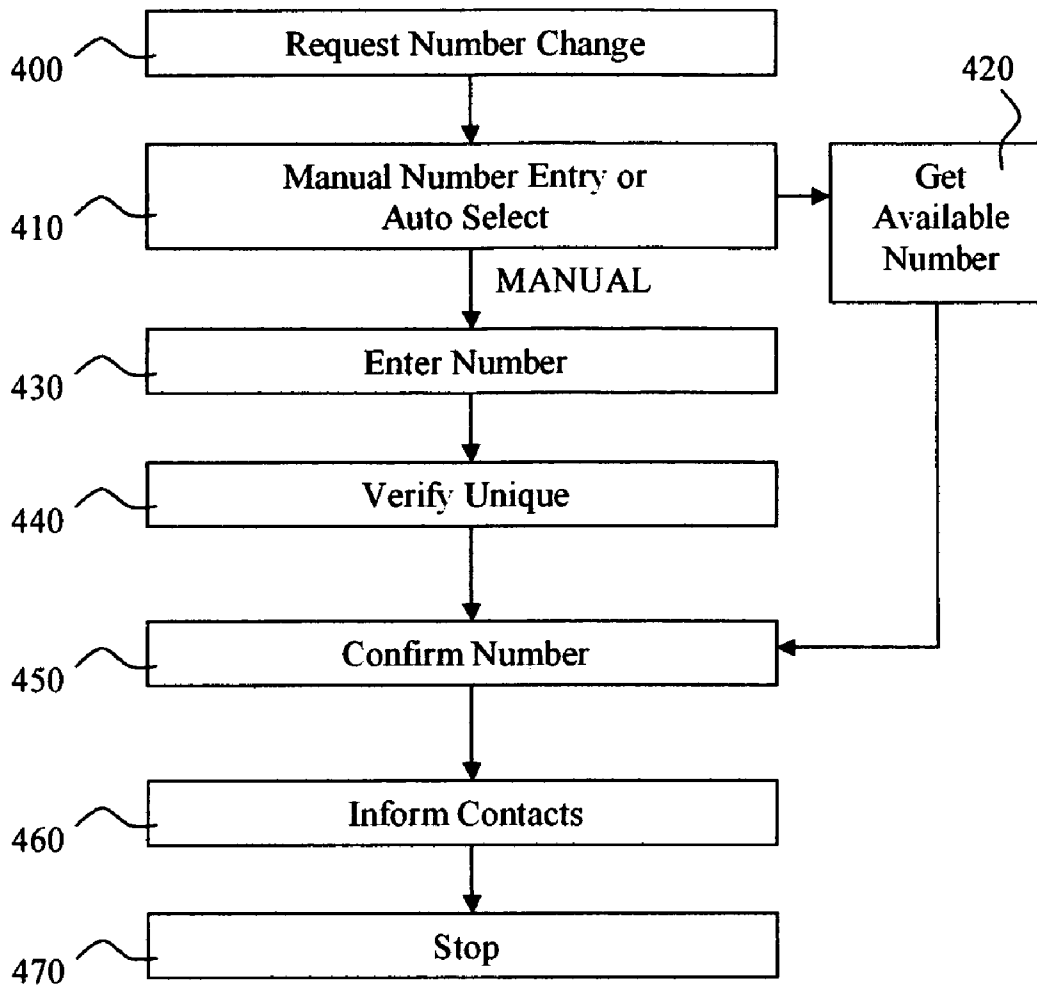 400
Request Number Change
420
410
Manual Number Entry or
Auto Select
Get
Available
Number
MANUAL
430
Enter Number
440
Verify Unique
450
Confirm Number
460
Inform Contacts
470
Stop